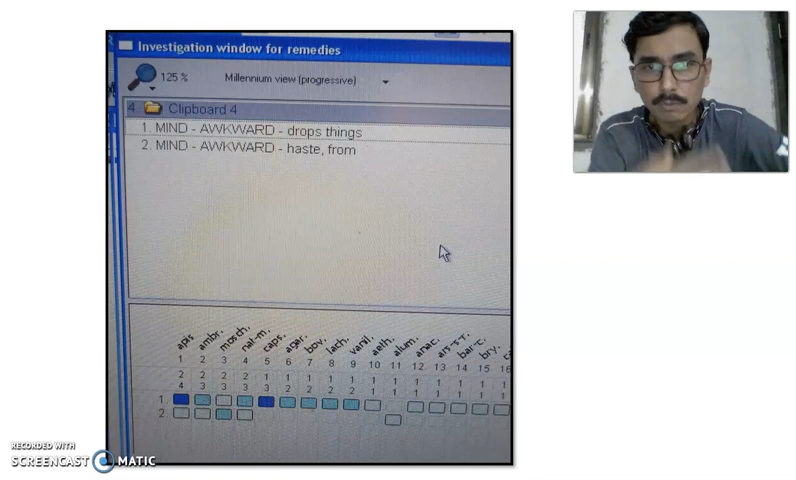 Investigation window for remedies
125 %
Millennium view (progressive)
4 Clipboard 4
1. MIND - AWKWARD - drops things
2. MIND - AWKWARD - haste, from
apis ambr. mosch. nat-m. caps. agar. bov. lach. vanil. aeth. alum. anac. bar-c. bry.
1 2 3 4 5 6 7 8 9 10 11 12 13 14 15 16
2 2 2 2 1 1 1 1 1 1 1 1 1 1 1 1
4 3 3 3 3 2 2 2 2 1 1 1 1 1 1 1
1
2
RECORDED WITH
SCREENCAST MATIC